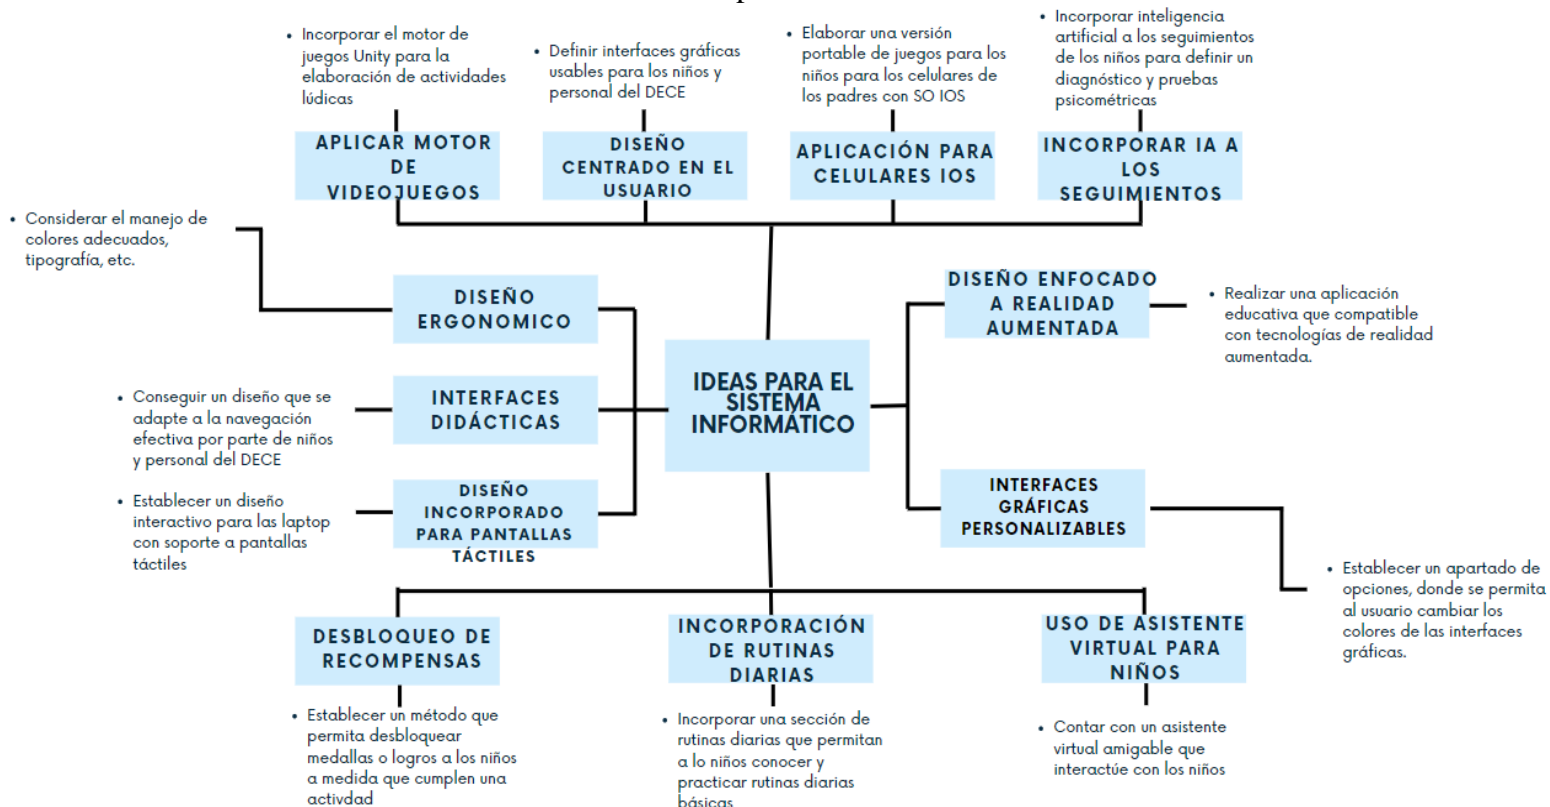 • Incorporar el motor de
juegos Unity para la
elaboración de actividades
lúdicas
• Definir interfaces gráficas
usables para los niños y
personal del DECE
• Elaborar una versión
portable de juegos para los
niños para los celulares de
los padres con SO IOS
• Incorporar inteligencia
artificial a los seguimientos
de los niños para definir un
diagnóstico y pruebas
psicométricas
APLICAR MOTOR
DE
VIDEOJUEGOS
DISEÑO
CENTRADO EN EL
USUARIO
APLICACIÓN PARA
CELULARES IOS
INCORPORAR IA A
LOS
SEGUIMIENTOS
• Considerar el manejo de
colores adecuados,
tipografía, etc.
DISEÑO
ERGONOMICO
DISEÑO ENFOCADO
A REALIDAD
AUMENTADA
• Realizar una aplicación
educativa que compatible
con tecnologías de realidad
aumentada.
IDEAS PARA EL
SISTEMA
INFORMÁTICO
• Conseguir un diseño que se
adapte a la navegación
efectiva por parte de niños
y personal del DECE
INTERFACES
DIDÁCTICAS
• Establecer un diseño
interactivo para las laptop
con soporte a pantallas
táctiles
DISEÑO
INCORPORADO
PARA PANTALLAS
TÁCTILES
INTERFACES
GRÁFICAS
PERSONALIZABLES
• Establecer un apartado de
opciones, donde se permita
al usuario cambiar los
colores de las interfaces
gráficas.
DESBLOQUEO DE
RECOMPENSAS
INCORPORACIÓN
DE RUTINAS
DIARIAS
USO DE ASISTENTE
VIRTUAL PARA
NIÑOS
• Establecer un método que
permita desbloquear
medallas o logros a los niños
a medida que cumplen una
activdad
• Incorporar una sección de
rutinas diarias que permitan
a lo niños conocer y
practicar rutinas diarias
básicas
• Contar con un asistente
virtual amigable que
interactúe con los niños